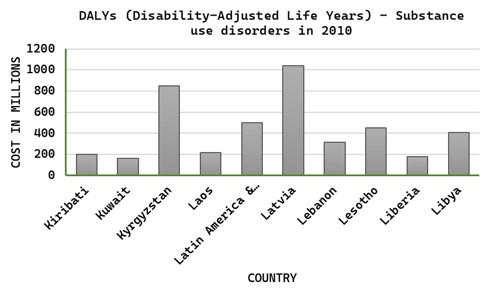 DALYs (Disability-Adjusted Life Years) - Substance
use disorders in 2010
COST IN MILLIONS
1200
1000
800
600
400
200
0
Kiribati
Kuwait
Kyrgyzstan
Laos
Latin America &…
Latvia
Lebanon
Lesotho
Liberia
Libya
COUNTRY